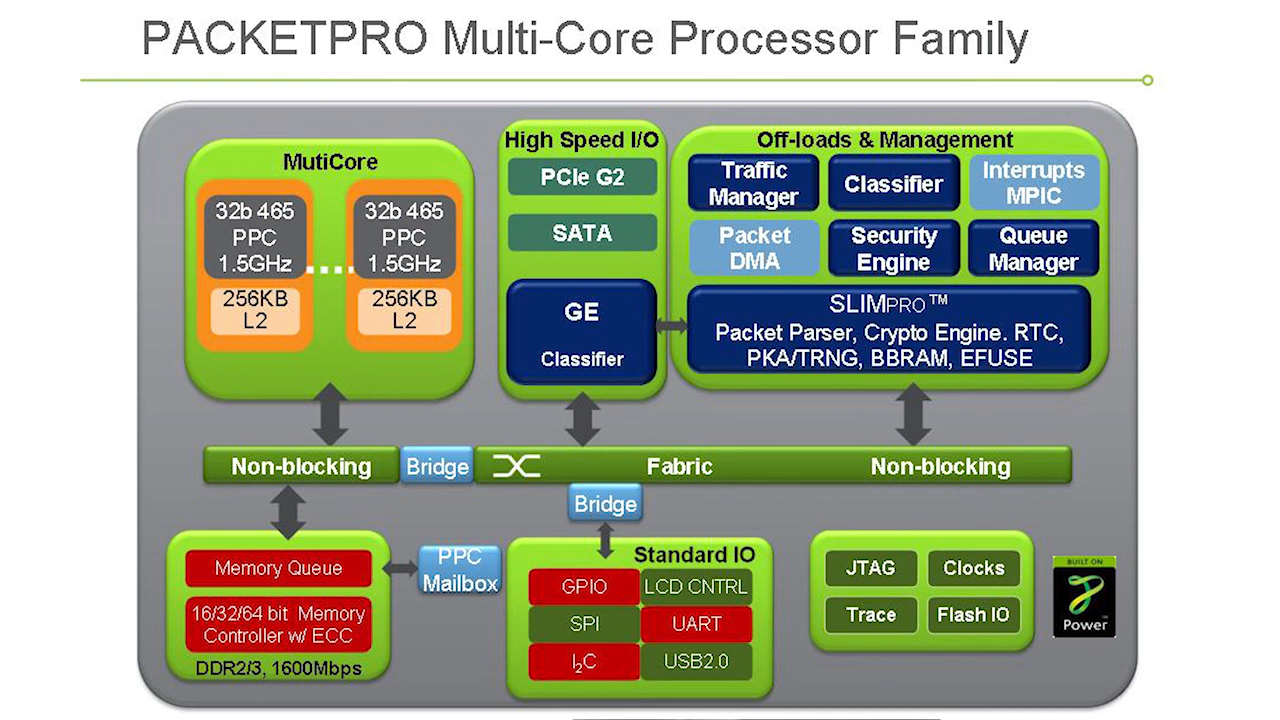 PACKETPRO Multi-Core Processor Family
MutiCore
32b 465
PPC
1.5GHz
256KB
L2
32b 465
PPC
1.5GHz
256KB
L2
High Speed I/O
PCIe G2
SATA
GE
Classifier
Off-loads & Management
Traffic
Manager
Classifier
Interrupts
MPIC
Packet
DMA
Security
Engine
Queue
Manager
SLIMPRO™
Packet Parser, Crypto Engine. RTC,
PKA/TRNG, BBRAM, EFUSE
Non-blocking
Bridge
Fabric
Non-blocking
Bridge
Memory Queue
16/32/64 bit Memory
Controller w/ ECC
DDR2/3, 1600Mbps
PPC
Mailbox
Standard IO
GPIO
LCD CNTRL
SPI
UART
I2C
USB2.0
JTAG
Clocks
Trace
Flash IO
BUILT ON
Power™